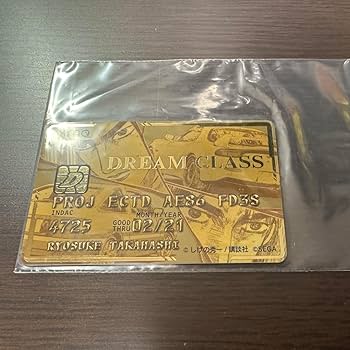 DREAM CLASS
PROJ ECTD AE86 FD3S
INDAC
MONTH/YEAR
4725
GOOD
THRU
02/21
RYOSUKE TAKAHASHI
©しげの秀一/講談社 ©SEGA